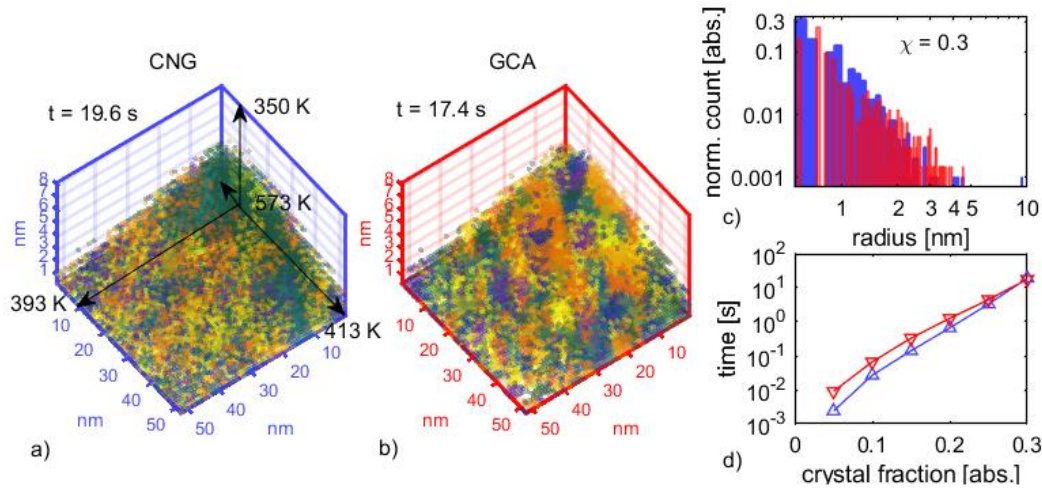 CNG
t = 19.6 s
350 K
573 K
393 K
413 K
8
7
6
5
4
3
2
1
nm
10
20
30
40
50
nm
10
20
30
40
50
nm
a)
GCA
t = 17.4 s
8
7
6
5
4
3
2
1
nm
10
20
30
40
50
nm
10
20
30
40
50
nm
b)
norm. count [abs.]
0.3
0.1
0.01
0.001
χ = 0.3
1 2 3 4 5 10
radius [nm]
c)
time [s]
10²
10¹
10⁰
10⁻¹
10⁻²
10⁻³
0 0.1 0.2 0.3
crystal fraction [abs.]
d)